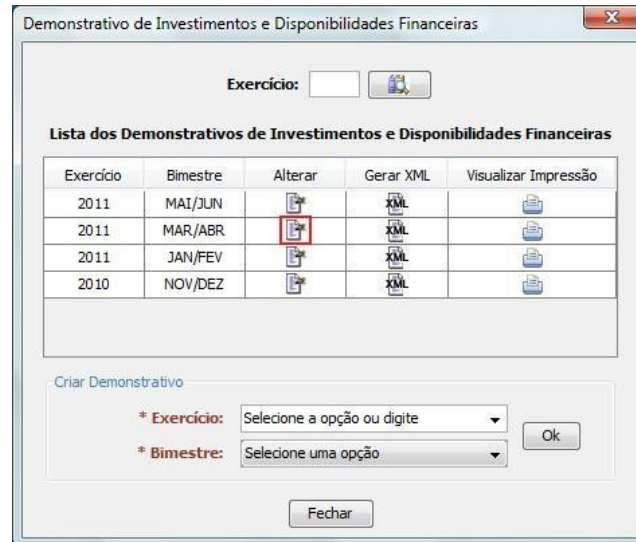 Demonstrativo de Investimentos e Disponibilidades Financeiras
Exercício:
Lista dos Demonstrativos de Investimentos e Disponibilidades Financeiras
Exercício Bimestre Alterar Gerar XML Visualizar Impressão
2011 MAI/JUN XML
2011 MAR/ABR XML
2011 JAN/FEV XML
2010 NOV/DEZ XML
Criar Demonstrativo
* Exercício: Selecione a opção ou digite
Ok
* Bimestre: Selecione uma opção
Fechar